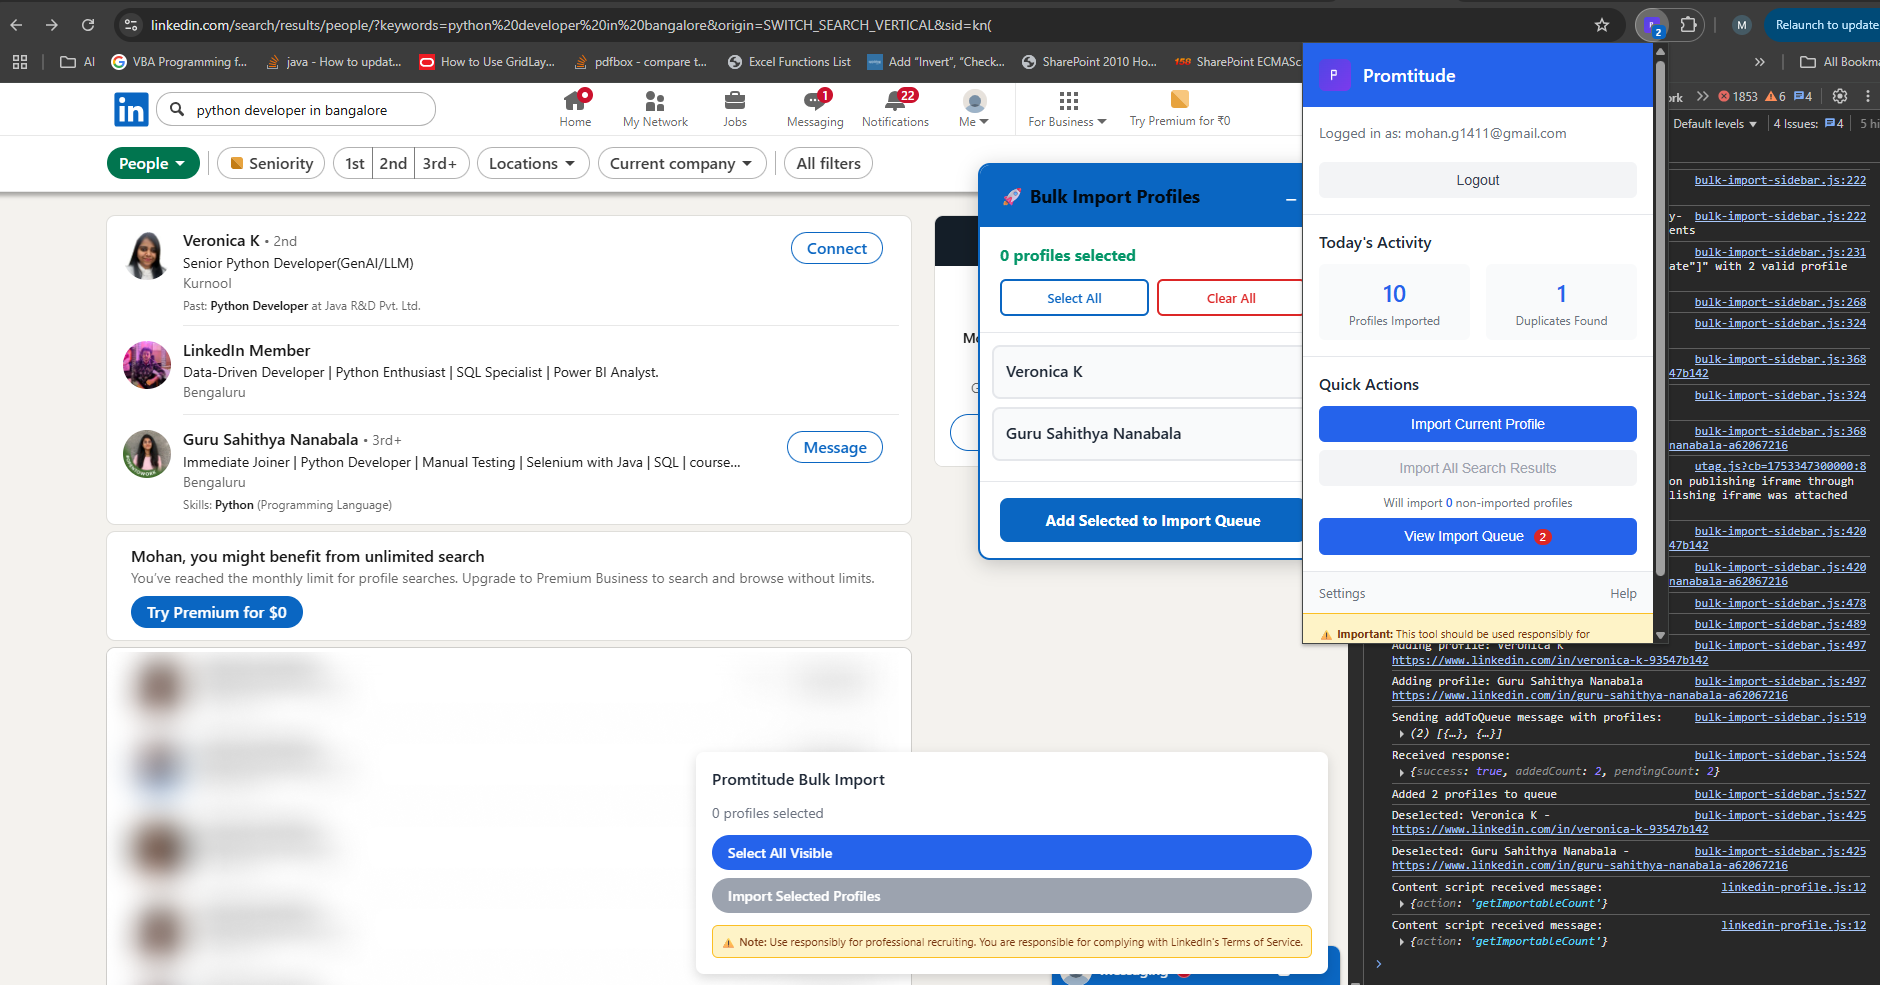 linkedin.com/search/results/people/?keywords=python%20developer%20in%20bangalore&origin=SWITCH_SEARCH_VERTICAL&sid=kn(
2
M
Relaunch to update
AI
VBA Programming f...
java - How to updat...
How to Use GridLay...
pdfbox - compare t...
Excel Functions List
Add "Invert", "Check...
SharePoint 2010 Ho...
SharePoint ECMASc
All Bookma
in
python developer in bangalore
Home
My Network
Jobs
1
Messaging
22
Notifications
Me
For Business
Try Premium for ₹0
People
Seniority
1st
2nd
3rd+
Locations
Current company
All filters
Veronica K • 2nd
Senior Python Developer(GenAI/LLM)
Kurnool
Past: Python Developer at Java R&D Pvt. Ltd.
Connect
LinkedIn Member
Data-Driven Developer | Python Enthusiast | SQL Specialist | Power BI Analyst.
Bengaluru
Guru Sahithya Nanabala • 3rd+
Immediate Joiner | Python Developer | Manual Testing | Selenium with Java | SQL | course...
Bengaluru
Skills: Python (Programming Language)
Message
Mohan, you might benefit from unlimited search
You've reached the monthly limit for profile searches. Upgrade to Premium Business to search and browse without limits.
Try Premium for $0
Mo
G
🚀 Bulk Import Profiles
–
0 profiles selected
Select All
Clear All
Veronica K
Guru Sahithya Nanabala
Add Selected to Import Queue
Promtitude Bulk Import
0 profiles selected
Select All Visible
Import Selected Profiles
⚠ Note: Use responsibly for professional recruiting. You are responsible for complying with LinkedIn's Terms of Service.
P Promtitude
Logged in as: mohan.g1411@gmail.com
Logout
Today's Activity
10
Profiles Imported
1
Duplicates Found
Quick Actions
Import Current Profile
Import All Search Results
Will import 0 non-imported profiles
View Import Queue 2
Settings
Help
⚠ Important: This tool should be used responsibly for
rk
1853
6
4
Default levels
4 Issues:
4
5 hi
bulk-import-sidebar.js:222
y-
bulk-import-sidebar.js:222
ents
bulk-import-sidebar.js:231
ate"]" with 2 valid profile
bulk-import-sidebar.js:268
bulk-import-sidebar.js:324
bulk-import-sidebar.js:368
47b142
bulk-import-sidebar.js:324
bulk-import-sidebar.js:368
nanabala-a62067216
utag.js?cb=1753347300000:8
on publishing iframe through
lishing iframe was attached
bulk-import-sidebar.js:420
47b142
bulk-import-sidebar.js:420
nanabala-a62067216
bulk-import-sidebar.js:478
bulk-import-sidebar.js:489
Adding profile: Veronica K
bulk-import-sidebar.js:497
https://www.linkedin.com/in/veronica-k-93547b142
Adding profile: Guru Sahithya Nanabala
bulk-import-sidebar.js:497
https://www.linkedin.com/in/guru-sahithya-nanabala-a62067216
Sending addToQueue message with profiles:
bulk-import-sidebar.js:519
(2) [{…}, {…}]
Received response:
bulk-import-sidebar.js:524
{success: true, addedCount: 2, pendingCount: 2}
Added 2 profiles to queue
bulk-import-sidebar.js:527
Deselected: Veronica K -
bulk-import-sidebar.js:425
https://www.linkedin.com/in/veronica-k-93547b142
Deselected: Guru Sahithya Nanabala -
bulk-import-sidebar.js:425
https://www.linkedin.com/in/guru-sahithya-nanabala-a62067216
Content script received message:
linkedin-profile.js:12
{action: 'getImportableCount'}
Content script received message:
linkedin-profile.js:12
{action: 'getImportableCount'}